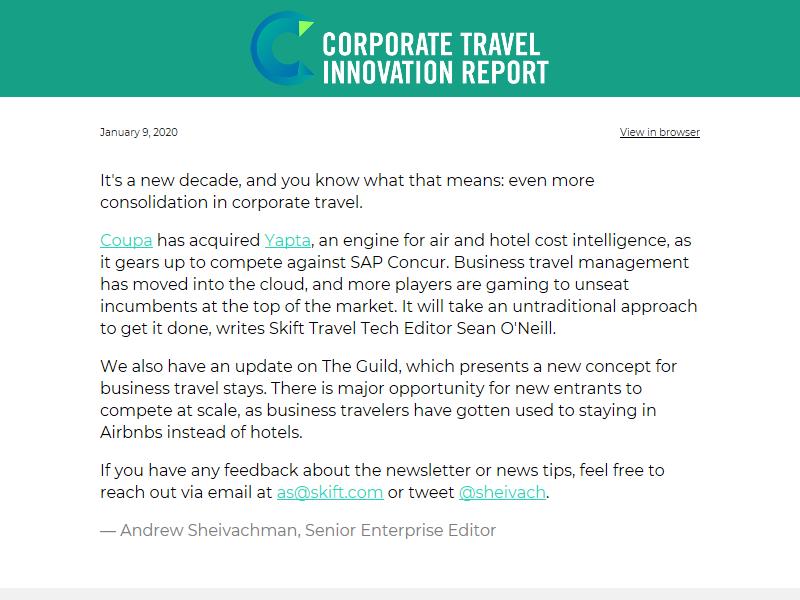 CORPORATE TRAVEL
INNOVATION REPORT
January 9, 2020
View in browser
It's a new decade, and you know what that means: even more
consolidation in corporate travel.
Coupa has acquired Yapta, an engine for air and hotel cost intelligence, as
it gears up to compete against SAP Concur. Business travel management
has moved into the cloud, and more players are gaming to unseat
incumbents at the top of the market. It will take an untraditional approach
to get it done, writes Skift Travel Tech Editor Sean O'Neill.
We also have an update on The Guild, which presents a new concept for
business travel stays. There is major opportunity for new entrants to
compete at scale, as business travelers have gotten used to staying in
Airbnbs instead of hotels.
If you have any feedback about the newsletter or news tips, feel free to
reach out via email at as@skift.com or tweet @sheivach.
— Andrew Sheivachman, Senior Enterprise Editor